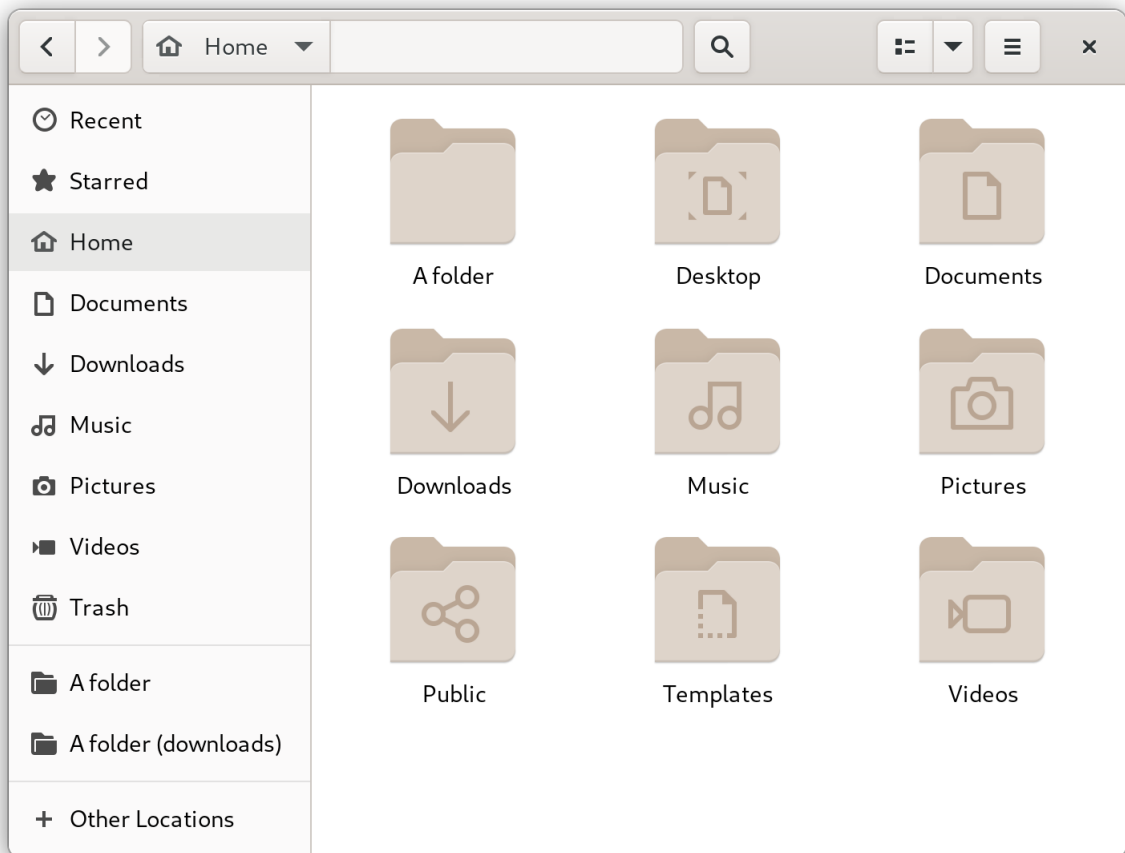 Home
Recent
Starred
Home
Documents
Downloads
Music
Pictures
Videos
Trash
A folder
A folder (downloads)
Other Locations
A folder
Desktop
Documents
Downloads
Music
Pictures
Public
Templates
Videos